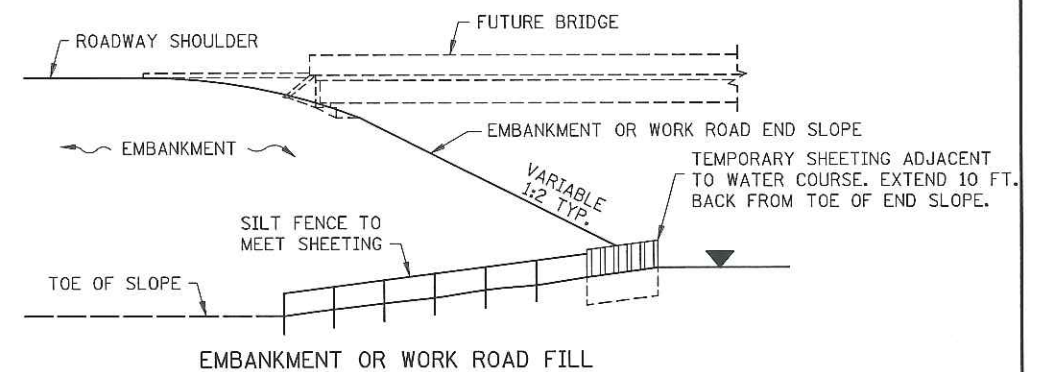 FUTURE BRIDGE
ROADWAY SHOULDER
EMBANKMENT OR WORK ROAD END SLOPE
EMBANKMENT
TEMPORARY SHEETING ADJACENT
TO WATER COURSE. EXTEND 10 FT.
BACK FROM TOE OF END SLOPE.
VARIABLE
1:2 TYP.
SILT FENCE TO
MEET SHEETING
TOE OF SLOPE
EMBANKMENT OR WORK ROAD FILL